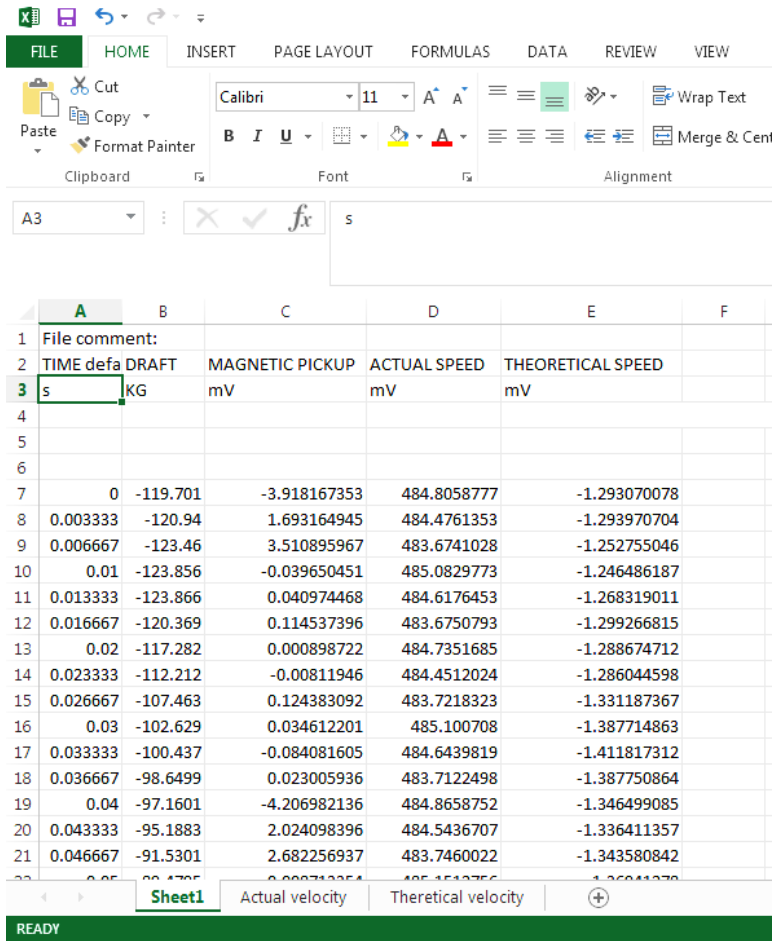 FILE HOME INSERT PAGE LAYOUT FORMULAS DATA REVIEW VIEW
Cut
Copy
Format Painter
Paste
Calibri 11
B I U A
Wrap Text
Merge & Cent
Clipboard Font Alignment
A3 fx s
A B C D E F
1 File comment:
2 TIME defa DRAFT MAGNETIC PICKUP ACTUAL SPEED THEORETICAL SPEED
3 s KG mV mV mV
4
5
6
7 0 -119.701 -3.918167353 484.8058777 -1.293070078
8 0.003333 -120.94 1.693164945 484.4761353 -1.293970704
9 0.006667 -123.46 3.510895967 483.6741028 -1.252755046
10 0.01 -123.856 -0.039650451 485.0829773 -1.246486187
11 0.013333 -123.866 0.040974468 484.6176453 -1.268319011
12 0.016667 -120.369 0.114537396 483.6750793 -1.299266815
13 0.02 -117.282 0.000898722 484.7351685 -1.288674712
14 0.023333 -112.212 -0.00811946 484.4512024 -1.286044598
15 0.026667 -107.463 0.124383092 483.7218323 -1.331187367
16 0.03 -102.629 0.034612201 485.100708 -1.387714863
17 0.033333 -100.437 -0.084081605 484.6439819 -1.411817312
18 0.036667 -98.6499 0.023005936 483.7122498 -1.387750864
19 0.04 -97.1601 -4.206982136 484.8658752 -1.346499085
20 0.043333 -95.1883 2.024098396 484.5436707 -1.336411357
21 0.046667 -91.5301 2.682256937 483.7460022 -1.343580842
Sheet1 Actual velocity Theretical velocity
READY